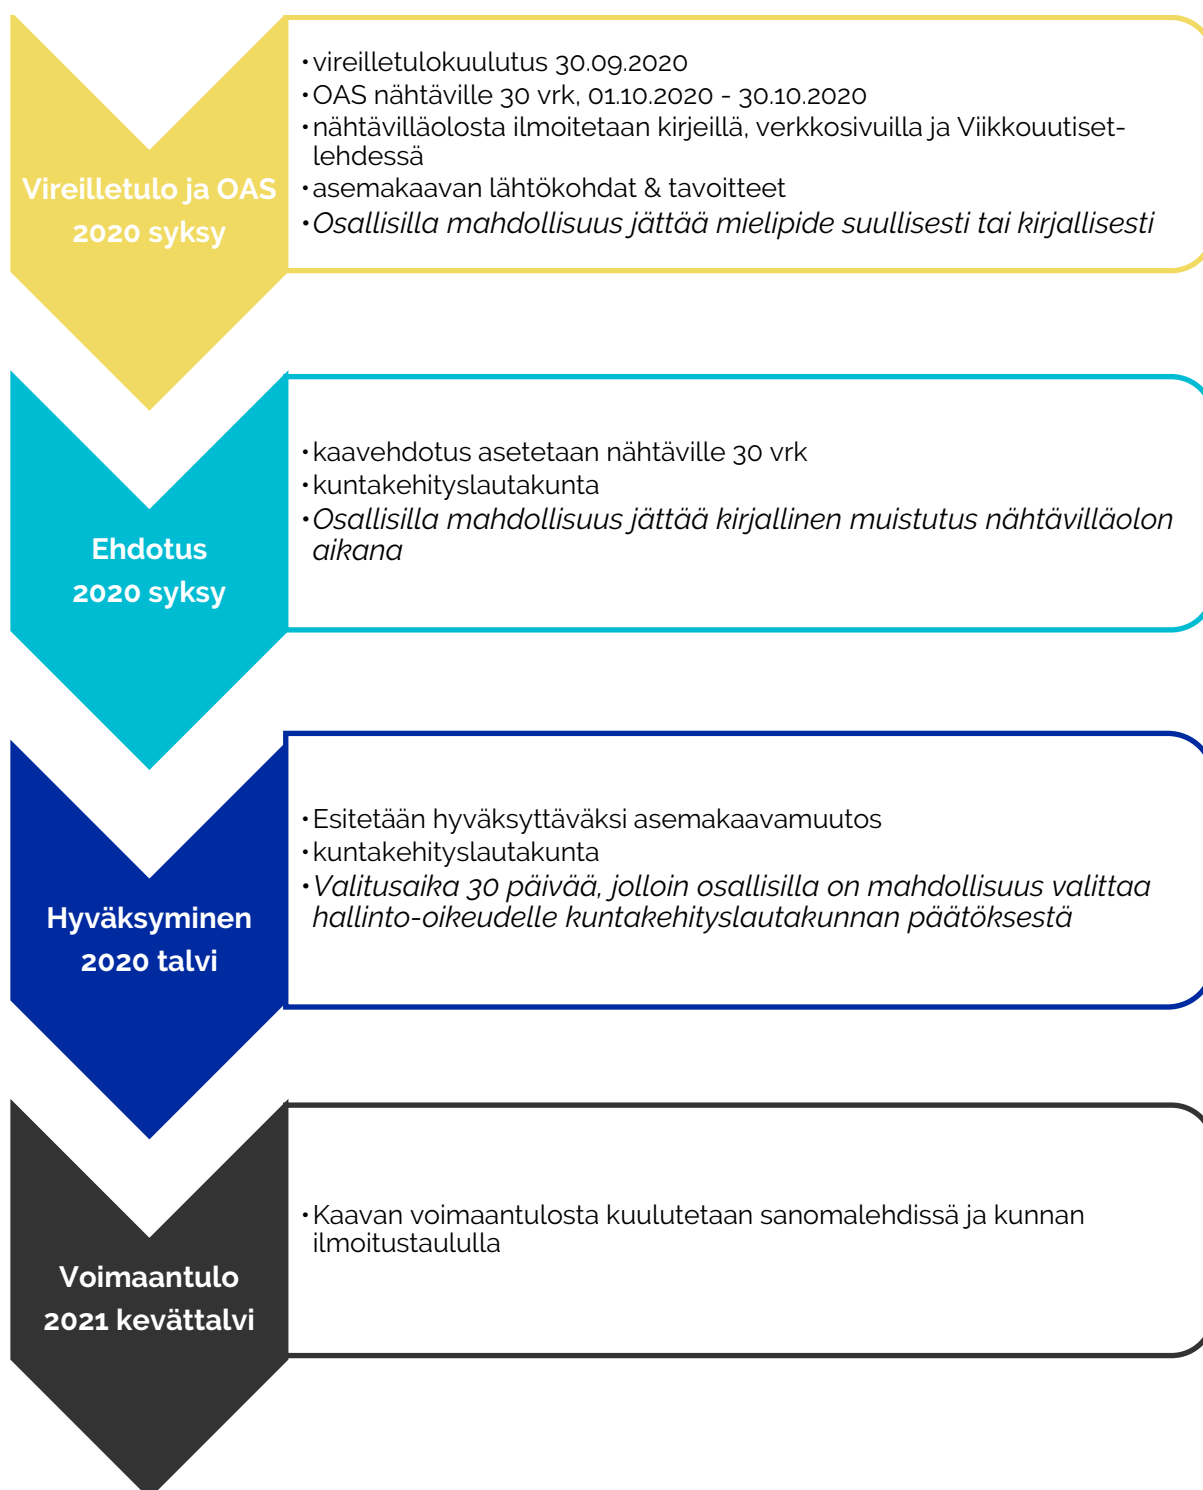 Vireilletulo ja OAS
2020 syksy
•vireilletulokuulutus 30.09.2020
•OAS nähtäville 30 vrk, 01.10.2020 - 30.10.2020
•nähtävilläolosta ilmoitetaan kirjeillä, verkkosivuilla ja Viikkouutiset-
lehdessä
•asemakaavan lähtökohdat & tavoitteet
•Osallisilla mahdollisuus jättää mielipide suullisesti tai kirjallisesti
Ehdotus
2020 syksy
•kaavehdotus asetetaan nähtäville 30 vrk
•kuntakehityslautakunta
•Osallisilla mahdollisuus jättää kirjallinen muistutus nähtävilläolon
aikana
Hyväksyminen
2020 talvi
•Esitetään hyväksyttäväksi asemakaavamuutos
•kuntakehityslautakunta
•Valitusaika 30 päivää, jolloin osallisilla on mahdollisuus valittaa
hallinto-oikeudelle kuntakehityslautakunnan päätöksestä
Voimaantulo
2021 kevättalvi
•Kaavan voimaantulosta kuulutetaan sanomalehdissä ja kunnan
ilmoitustaululla